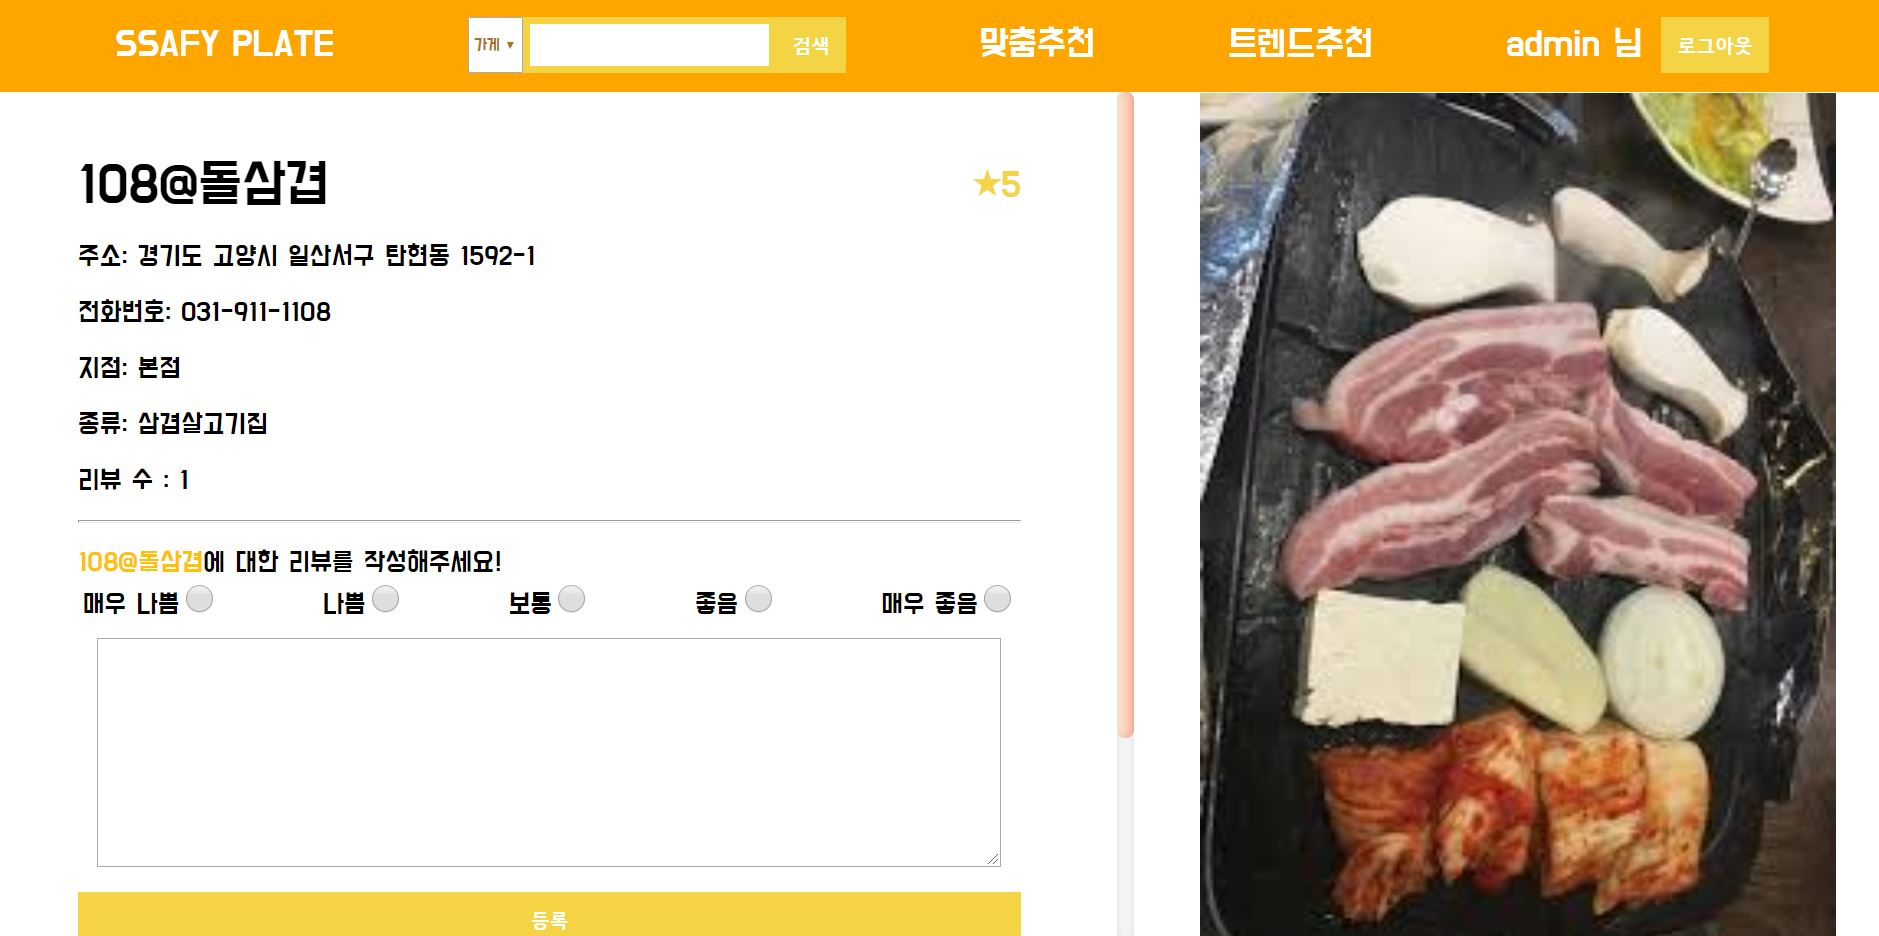 SSAFY PLATE
가게 ▼
검색
맞춤추천
트렌드추천
admin 님
로그아웃
108@돌삼겹
★5
주소: 경기도 고양시 일산서구 탄현동 1592-1
전화번호: 031-911-1108
지점: 본점
종류: 삼겹살고기집
리뷰 수 : 1
108@돌삼겹에 대한 리뷰를 작성해주세요!
매우 나쁨 나쁨 보통 좋음 매우 좋음
등록